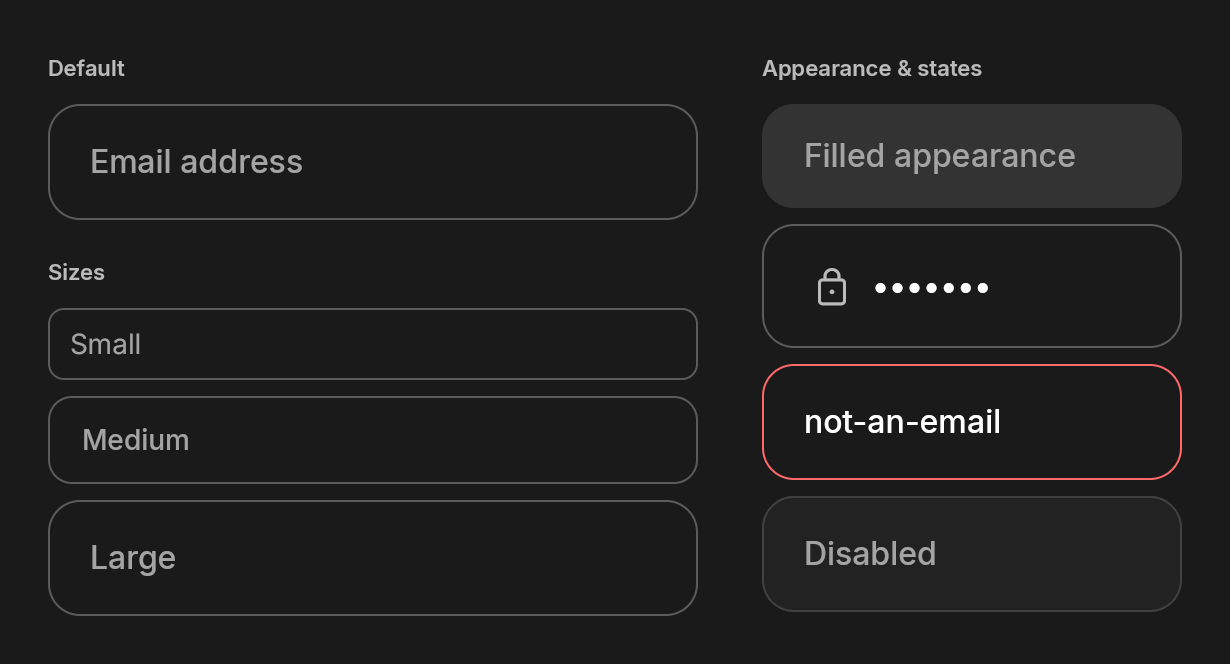 Default
Email address
Sizes
Small
Medium
Large
Appearance & states
Filled appearance
•••••••
not-an-email
Disabled